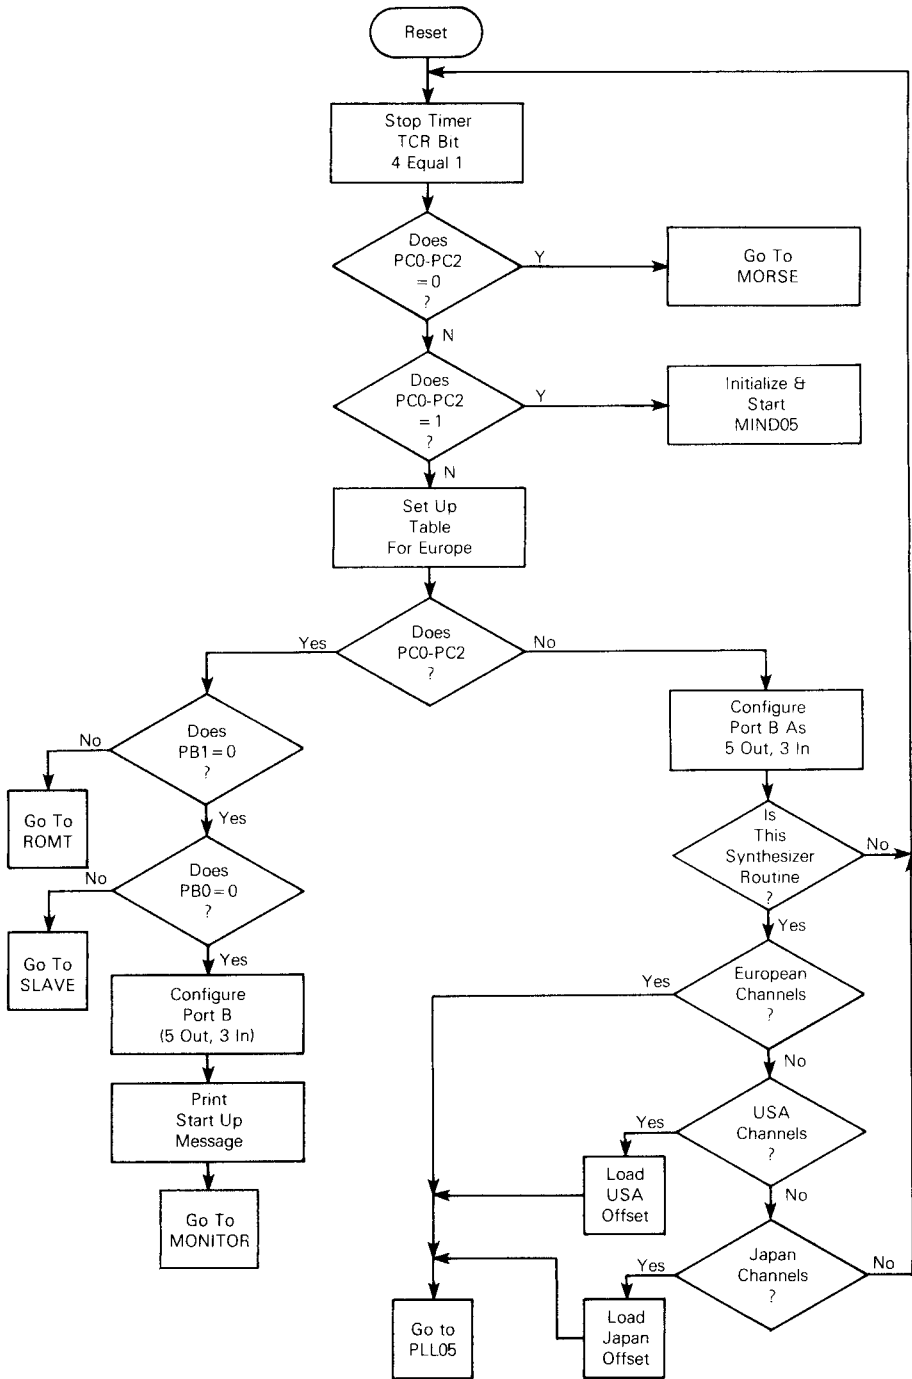 Reset
Stop Timer
TCR Bit
4 Equal 1
Does
PC0-PC2
= 0
?
Y
Go To
MORSE
N
Does
PC0-PC2
= 1
?
Y
Initialize &
Start
MIND05
N
Set Up
Table
For Europe
Does
PC0-PC2
?
Yes
No
Does
PB1 = 0
?
No
Go To
ROMT
Yes
Does
PB0 = 0
?
No
Go To
SLAVE
Yes
Configure
Port B
(5 Out, 3 In)
Print
Start Up
Message
Go To
MONITOR
Configure
Port B As
5 Out, 3 In
Is
This
Synthesizer
Routine
?
No
Yes
European
Channels
?
Yes
No
USA
Channels
?
Yes
Load
USA
Offset
No
Japan
Channels
?
No
Yes
Load
Japan
Offset
Go to
PLL05